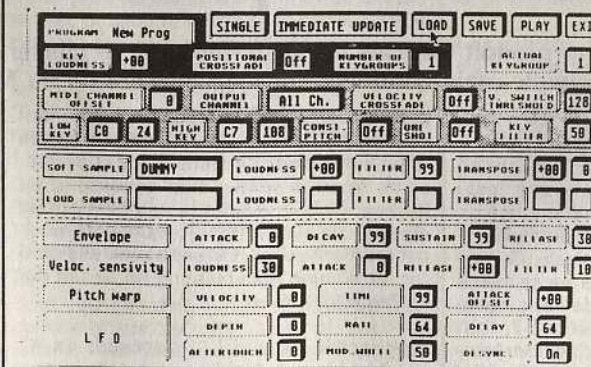 PROGRAM New Prog SINGLE IMMEDIATE UPDATE LOAD SAVE PLAY EXI
KEY LOUDNESS +00 POSITIONAL CROSSFADE Off NUMBER OF KEYGROUPS 1 ACTUAL KEYGROUP 1
MIDI CHANNEL OFFSET 0 OUTPUT CHANNEL All Ch. VELOCITY CROSSFADE Off V. SWITCH THRESHOLD 128
LOW KEY C0 24 HIGH KEY C7 108 CONST. PITCH Off ONE SHOT Off KEY FILTER 50
SOFT SAMPLE DUMMY LOUDNESS +00 FILTER 99 TRANSPOSE +00 0
LOUD SAMPLE LOUDNESS FILTER TRANSPOSE
Envelope ATTACK 0 DECAY 99 SUSTAIN 99 RELEASE 30
Veloc. sensivity LOUDNESS 30 ATTACK 0 RELEASE +00 FILTER 10
Pitch warp VELOCITY 0 TIME 99 ATTACK OFFSET +00
LFO DEPTH 0 RATE 64 DELAY 64
AFTERTOUCH 0 MOD.WHEEL 50 DESYNC On